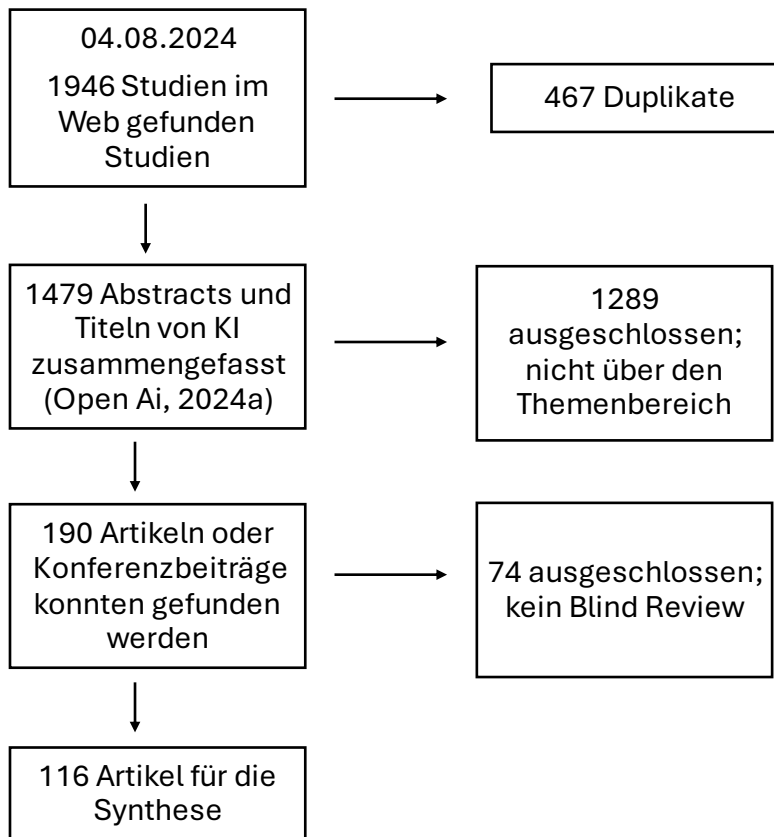 04.08.2024
1946 Studien im
Web gefunden
Studien
467 Duplikate
1479 Abstracts und
Titeln von KI
zusammengefasst
(Open Ai, 2024a)
1289
ausgeschlossen;
nicht über den
Themenbereich
190 Artikeln oder
Konferenzbeiträge
konnten gefunden
werden
74 ausgeschlossen;
kein Blind Review
116 Artikel für die
Synthese